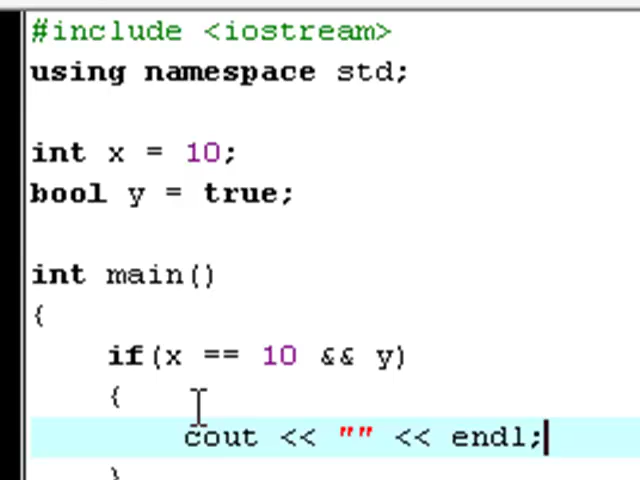 #include <iostream>
using namespace std;
int x = 10;
bool y = true;
int main()
{
if(x == 10 && y)
{
cout << "" << endl;
}